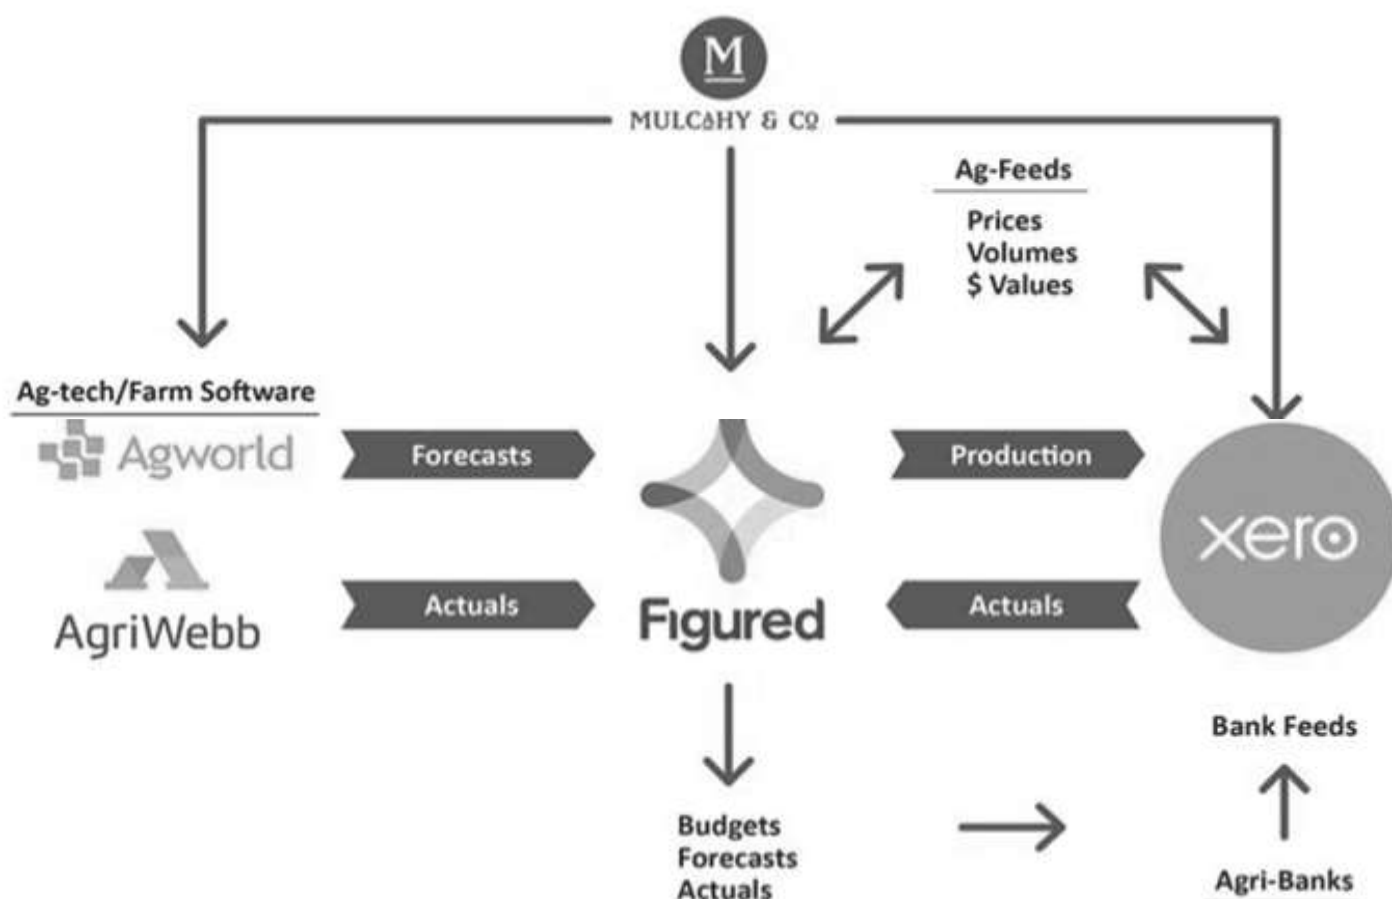 M
MULCAHY & CO
Ag-Feeds
Prices
Volumes
$ Values
Ag-tech/Farm Software
Agworld
Forecasts
Production
xero
AgriWebb
Actuals
Figured
Actuals
Bank Feeds
Budgets
Forecasts
Actuals
Agri-Banks